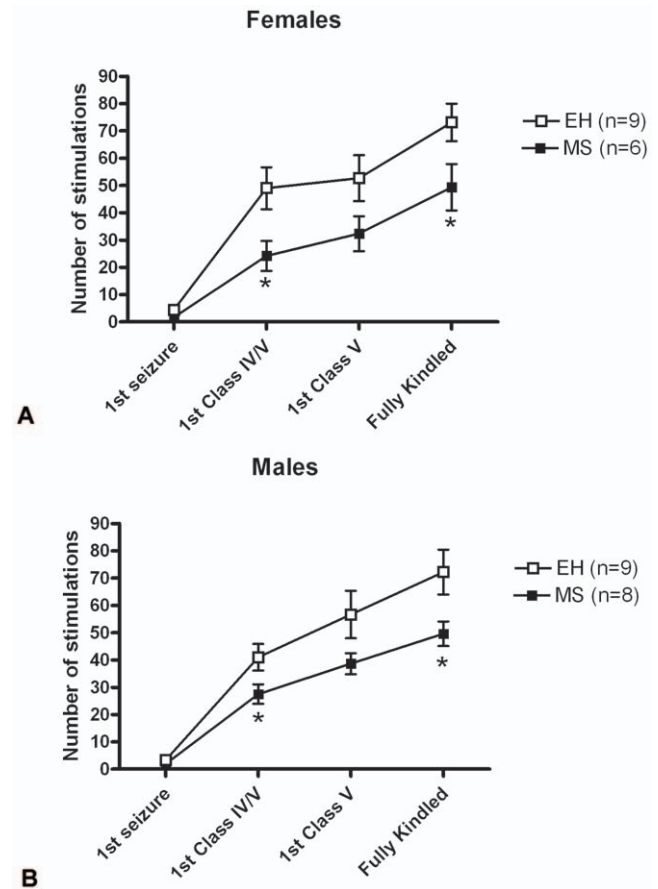 Females
Number of stimulations
90
80
70
60
50
40
30
20
10
0
EH (n=9)
MS (n=6)
*
*
1st seizure
1st Class IV/V
1st Class V
Fully Kindled
A
Males
Number of stimulations
90
80
70
60
50
40
30
20
10
0
EH (n=9)
MS (n=8)
*
*
1st seizure
1st Class IV/V
1st Class V
Fully Kindled
B